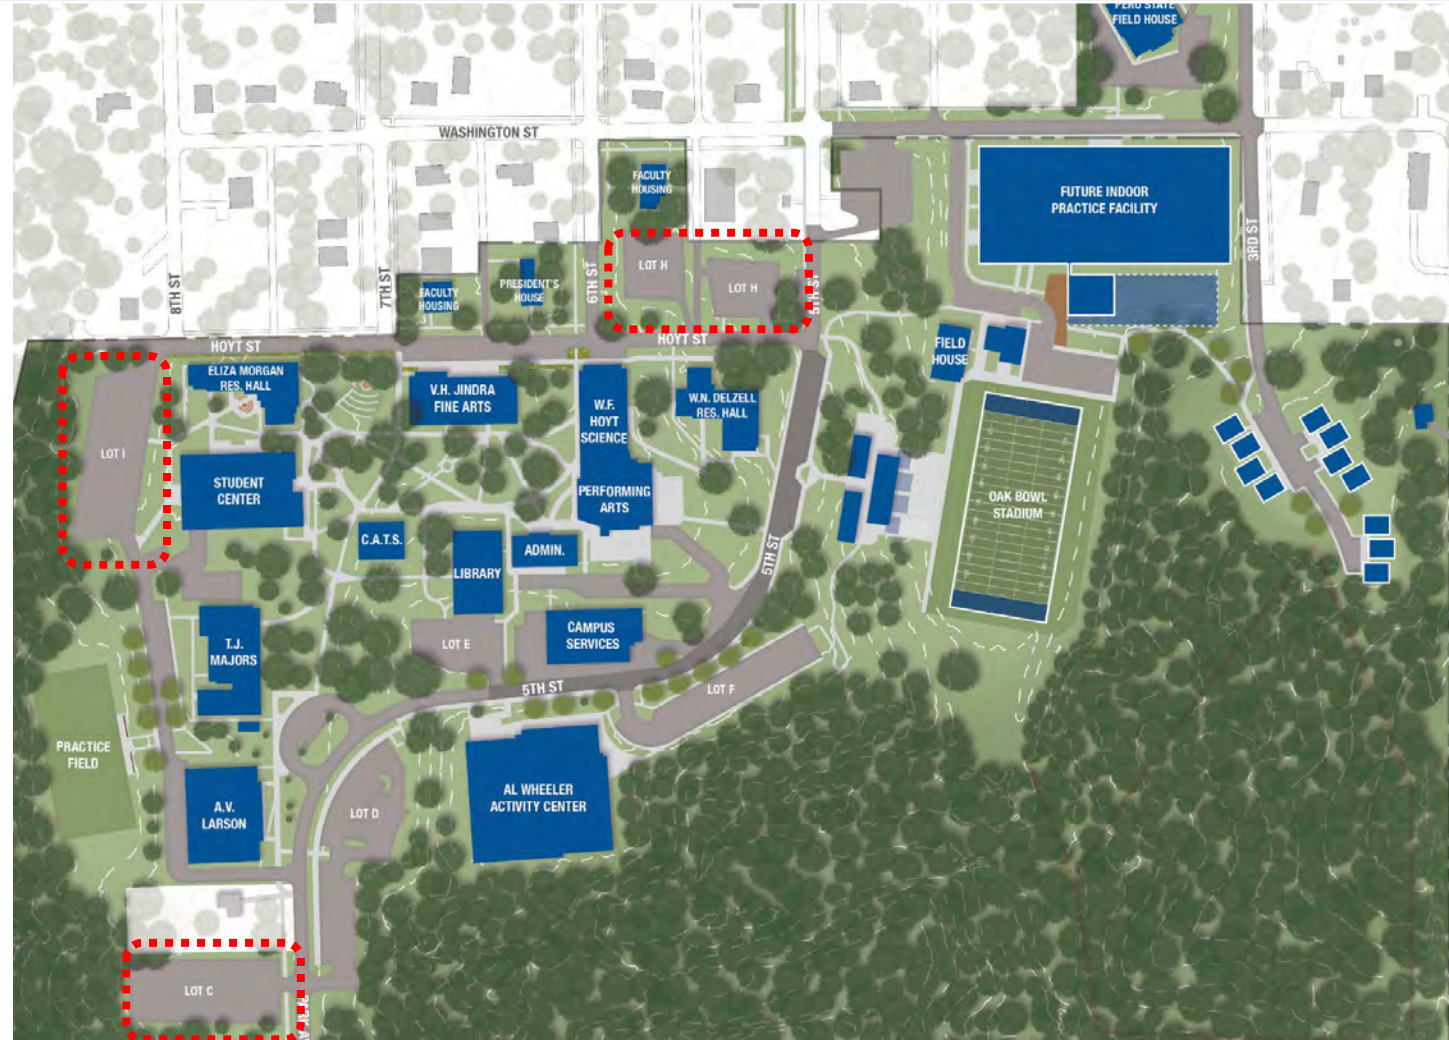 PERU STATE
FIELD HOUSE
WASHINGTON ST
FACULTY
HOUSING
FUTURE INDOOR
PRACTICE FACILITY
3RD ST
LOT H
LOT H
6TH ST
5TH ST
8TH ST
7TH ST
FACULTY
HOUSING
PRESIDENT'S
HOUSE
HOYT ST
HOYT ST
FIELD
HOUSE
ELIZA MORGAN
RES. HALL
V.H. JINDRA
FINE ARTS
W.F.
HOYT
SCIENCE
W.N. DELZELL
RES. HALL
LOT I
STUDENT
CENTER
PERFORMING
ARTS
OAK BOWL
STADIUM
C.A.T.S.
ADMIN.
LIBRARY
5TH ST
T.J.
MAJORS
LOT E
CAMPUS
SERVICES
5TH ST
LOT F
PRACTICE
FIELD
A.V.
LARSON
LOT D
AL WHEELER
ACTIVITY CENTER
LOT C